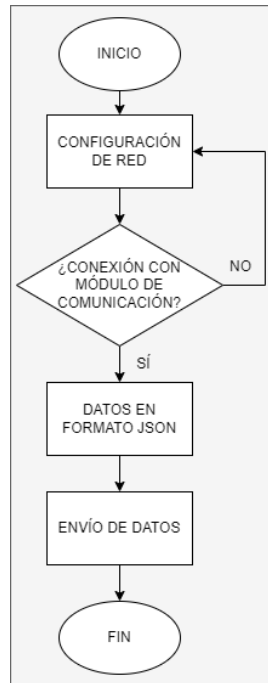 INICIO
CONFIGURACIÓN
DE RED
¿CONEXIÓN CON
MÓDULO DE
COMUNICACIÓN?
NO
SÍ
DATOS EN
FORMATO JSON
ENVÍO DE DATOS
FIN